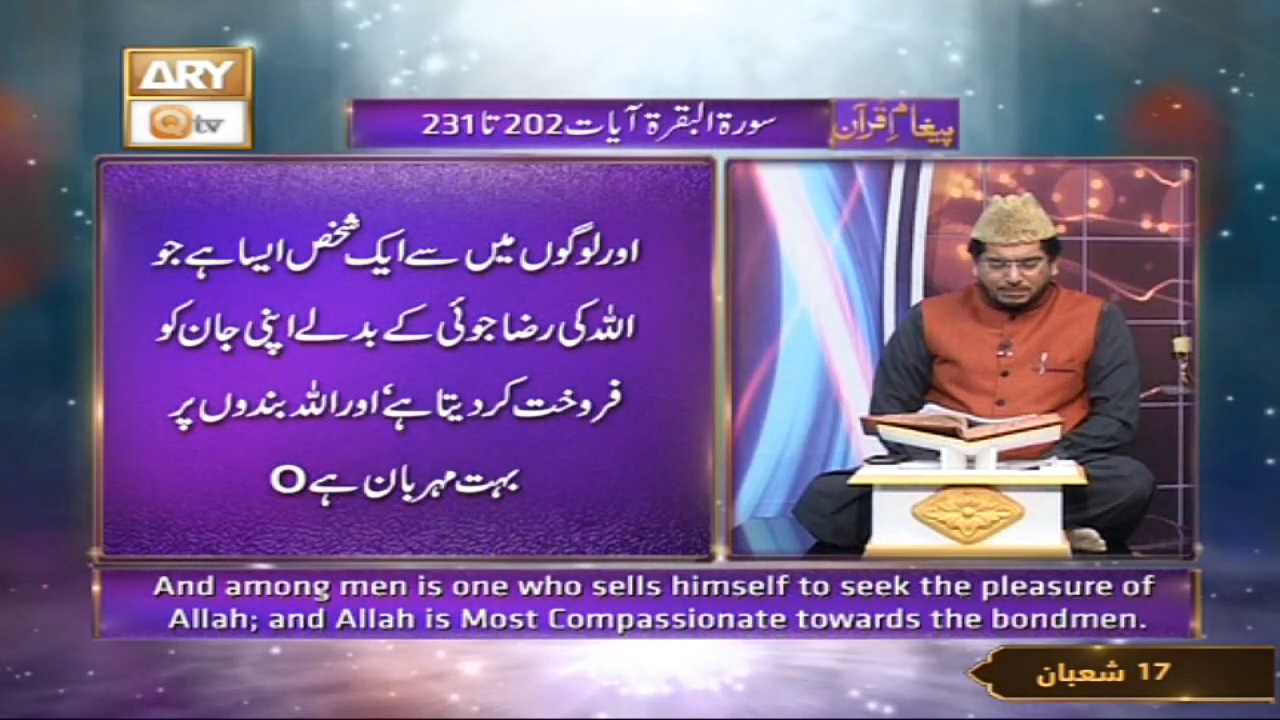 ARY
Qtv
پیغامِ قرآن
سورۃ البقرۃ آیات 202 تا 231
اور لوگوں میں سے ایک شخص ایسا ہے جو
اللہ کی رضا جوئی کے بدلے اپنی جان کو
فروخت کر دیتا ہے‘ اور اللہ بندوں پر
بہت مہربان ہے O
And among men is one who sells himself to seek the pleasure of
Allah; and Allah is Most Compassionate towards the bondmen.
17 شعبان